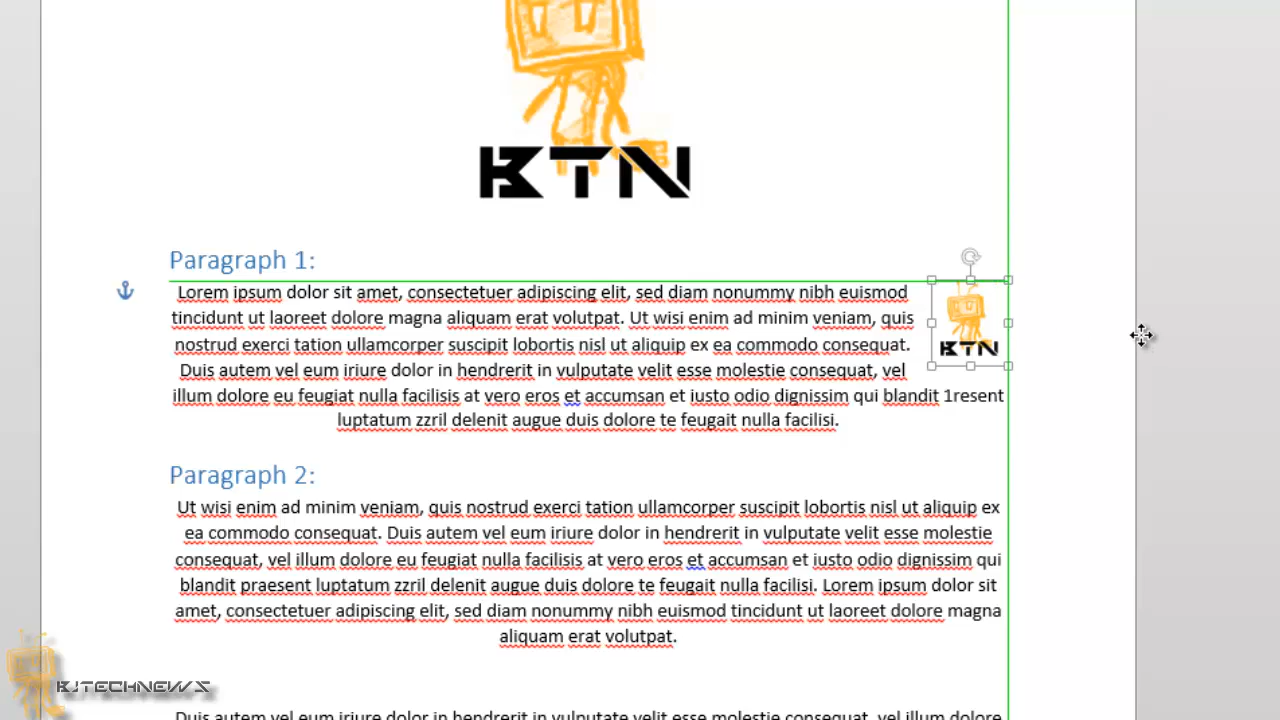 KTN
Paragraph 1:
Lorem ipsum dolor sit amet, consectetuer adipiscing elit, sed diam nonummy nibh euismod
tincidunt ut laoreet dolore magna aliquam erat volutpat. Ut wisi enim ad minim veniam, quis
nostrud exerci tation ullamcorper suscipit lobortis nisl ut aliquip ex ea commodo consequat.
Duis autem vel eum iriure dolor in hendrerit in vulputate velit esse molestie consequat, vel
illum dolore eu feugiat nulla facilisis at vero eros et accumsan et iusto odio dignissim qui blandit 1resent
luptatum zzril delenit augue duis dolore te feugait nulla facilisi.
KTN
Paragraph 2:
Ut wisi enim ad minim veniam, quis nostrud exerci tation ullamcorper suscipit lobortis nisl ut aliquip ex
ea commodo consequat. Duis autem vel eum iriure dolor in hendrerit in vulputate velit esse molestie
consequat, vel illum dolore eu feugiat nulla facilisis at vero eros et accumsan et iusto odio dignissim qui
blandit praesent luptatum zzril delenit augue duis dolore te feugait nulla facilisi. Lorem ipsum dolor sit
amet, consectetuer adipiscing elit, sed diam nonummy nibh euismod tincidunt ut laoreet dolore magna
aliquam erat volutpat.
Duis autem vel eum iriure dolor in hendrerit in vulputate velit esse molestie consequat, vel illum dolore
KJTECHNEWS